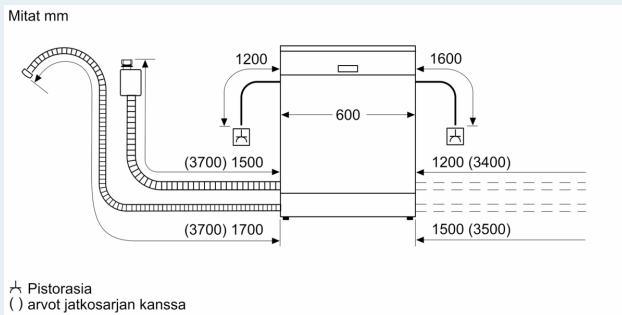 Mitat mm
1200
1600
600
(3700) 1500
1200 (3400)
(3700) 1700
1500 (3500)
Pistorasia
( ) arvot jatkosarjan kanssa